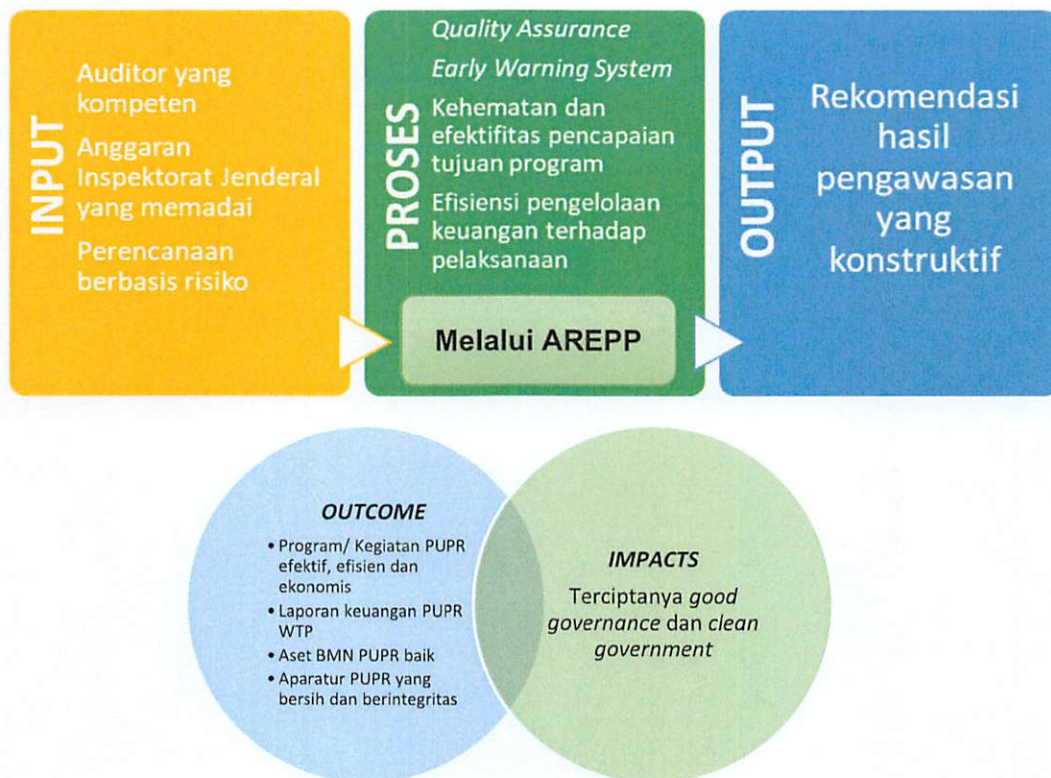 INPUT
Auditor yang
kompeten
Anggaran
Inspektorat Jenderal
yang memadai
Perencanaan
berbasis risiko
PROSES
Quality Assurance
Early Warning System
Kehematan dan
efektifitas pencapaian
tujuan program
Efisiensi pengelolaan
keuangan terhadap
pelaksanaan
Melalui AREPP
OUTPUT
Rekomendasi
hasil
pengawasan
yang
konstruktif
OUTCOME
• Program/ Kegiatan PUPR
efektif, efisien dan
ekonomis
• Laporan keuangan PUPR
WTP
• Aset BMN PUPR baik
• Aparatur PUPR yang
bersih dan berintegritas
IMPACTS
Terciptanya good
governance dan clean
government